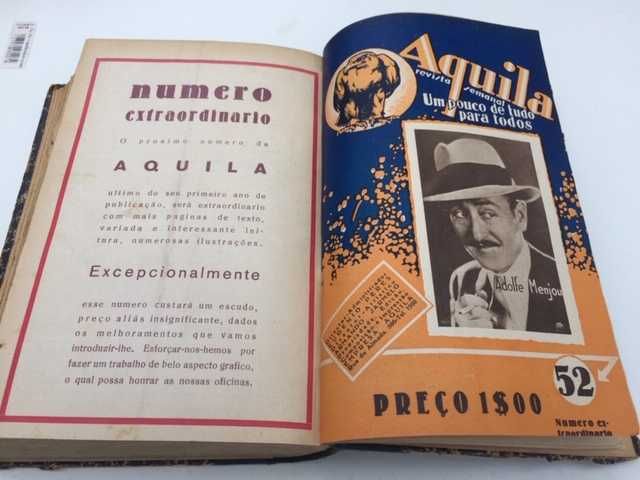 numero
extraordinario
O proximo numero da
AQUILA
ultimo do seu primeiro ano de
publicação, será extraordinario
com mais paginas de texto,
variada e interessante lei-
tura, numerosas ilustrações.
Excepcionalmente
esse numero custará um escudo,
preço aliás insignificante, dados
os melhoramentos que vamos
introduzir-lhe. Esforçar-nos-hemos por
fazer um trabalho de belo aspecto grafico,
o qual possa honrar as nossas oficinas.
Aquila
revista semanal
Um pouco de tudo
para todos
Adolfe Menjou
52
PREÇO 1$00
Numero ex-
traordinario